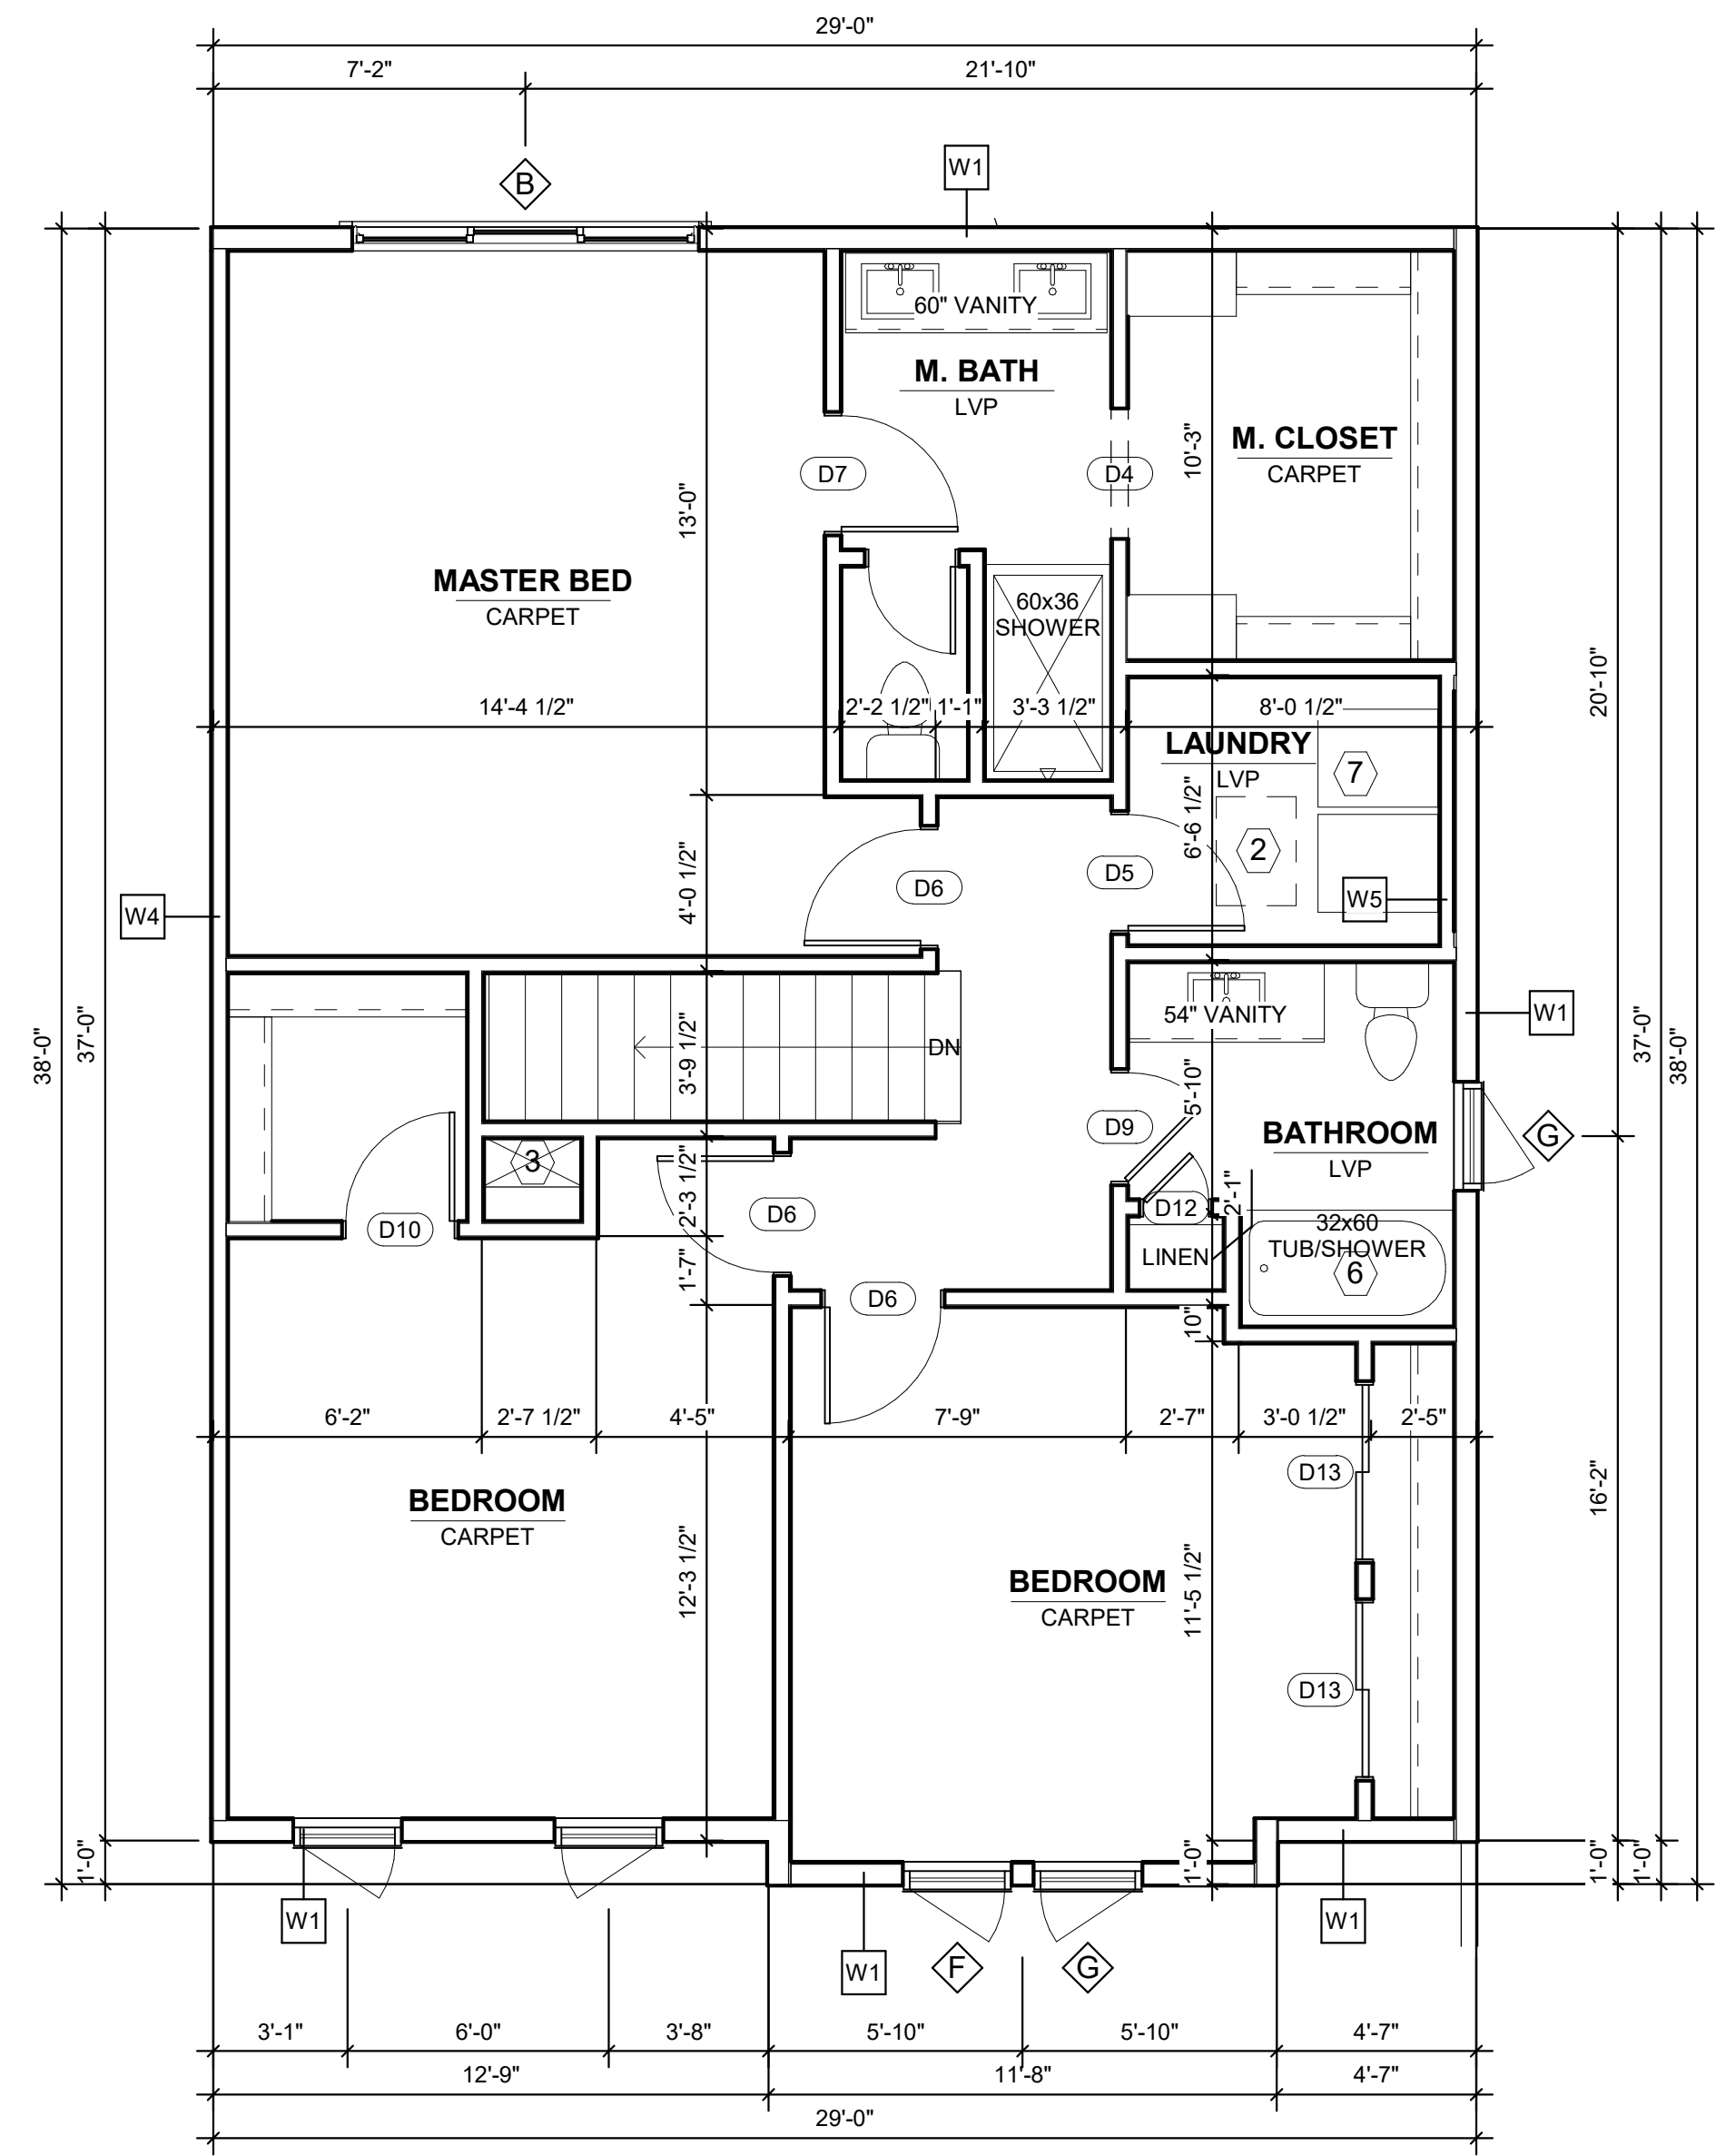 29'-0"
7'-2"
21'-10"
B
W1
60" VANITY
M. BATH
LVP
M. CLOSET
CARPET
10'-3"
D7
D4
13'-0"
MASTER BED
CARPET
60x36
SHOWER
20'-10"
14'-4 1/2"
2'-2 1/2"
1'-1"
3'-3 1/2"
8'-0 1/2"
LAUNDRY
LVP
7
6'-6 1/2"
2
D5
D6
4'-0 1/2"
W4
W5
38'-0"
37'-0"
3'-9 1/2"
DN
54" VANITY
W1
37'-0"
38'-0"
5'-10"
D9
BATHROOM
LVP
G
3
2'-3 1/2"
D6
D10
D12
2'-1"
32x60
TUB/SHOWER
LINEN
6
1'-7"
D6
10"
6'-2"
2'-7 1/2"
4'-5"
7'-9"
2'-7"
3'-0 1/2"
2'-5"
D13
BEDROOM
CARPET
16'-2"
12'-3 1/2"
BEDROOM
CARPET
11'-5 1/2"
D13
1'-0"
1'-0"
1'-0"
1'-0"
W1
W1
W1
F
G
3'-1"
6'-0"
3'-8"
5'-10"
5'-10"
4'-7"
12'-9"
11'-8"
4'-7"
29'-0"